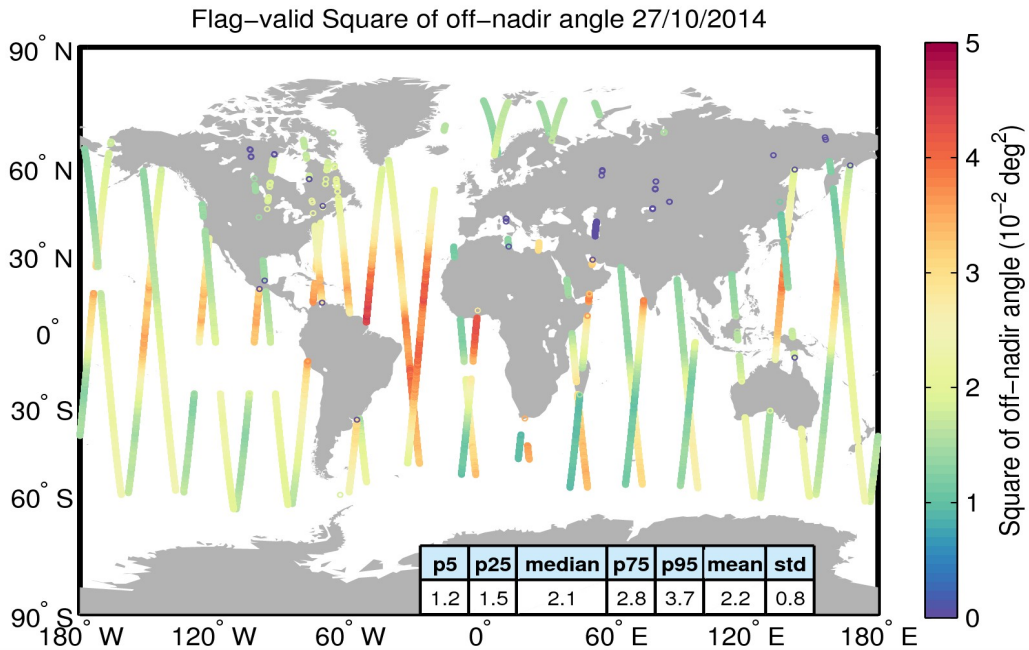 Flag−valid Square of off−nadir angle 27/10/2014
90° N
60° N
30° N
0°
30° S
60° S
90° S
180° W
120° W
60° W
0°
60° E
120° E
180° E
p5 p25 median p75 p95 mean std
1.2 1.5 2.1 2.8 3.7 2.2 0.8
5
4
3
2
1
0
Square of off−nadir angle (10⁻² deg²)